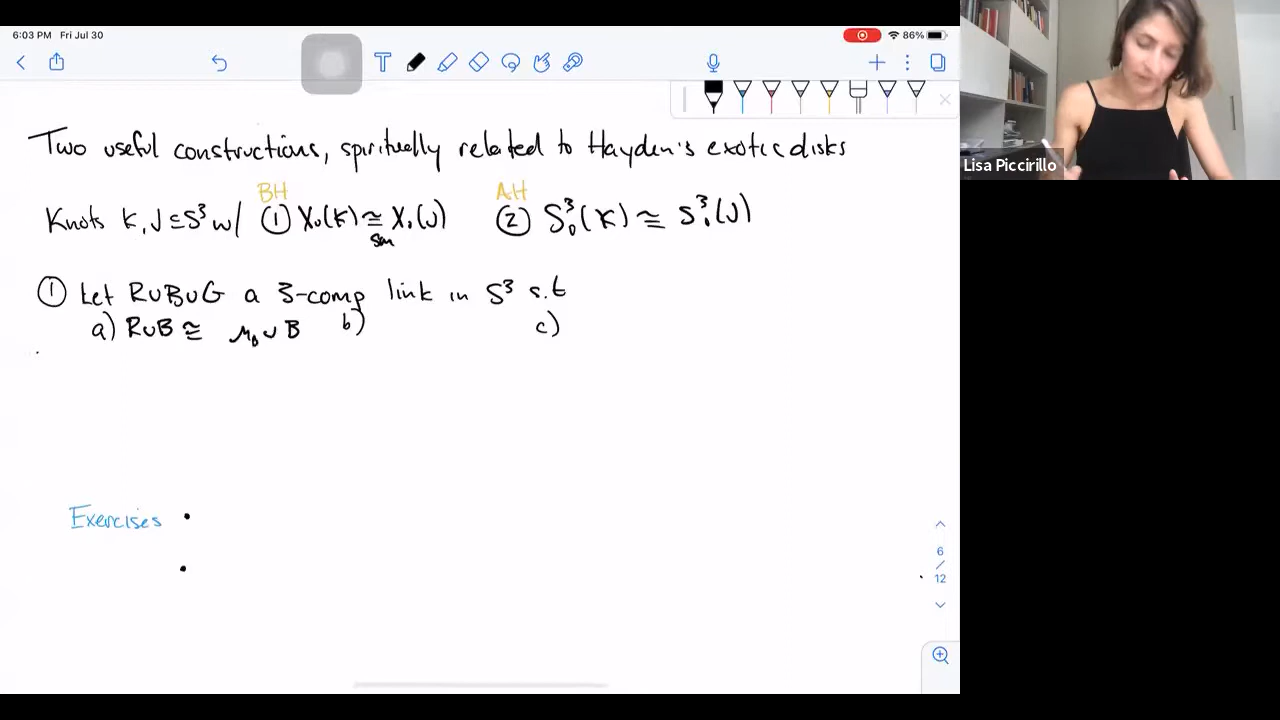 6:03 PM Fri Jul 30
86%
Lisa Piccirillo
Two useful constructions, spiritually related to Hayden's exotic disks
BH
AH
Knots K, J ⊆ S³ w/ ① X₀(K) ≅ X₀(J) ② S³₀(K) ≅ S³₀(J)
sm
① Let R∪B∪G a 3-comp link in S³ s.t
a) R∪B ≅ μ_B ∪ B b) c)
Exercises •
•
6
/
12